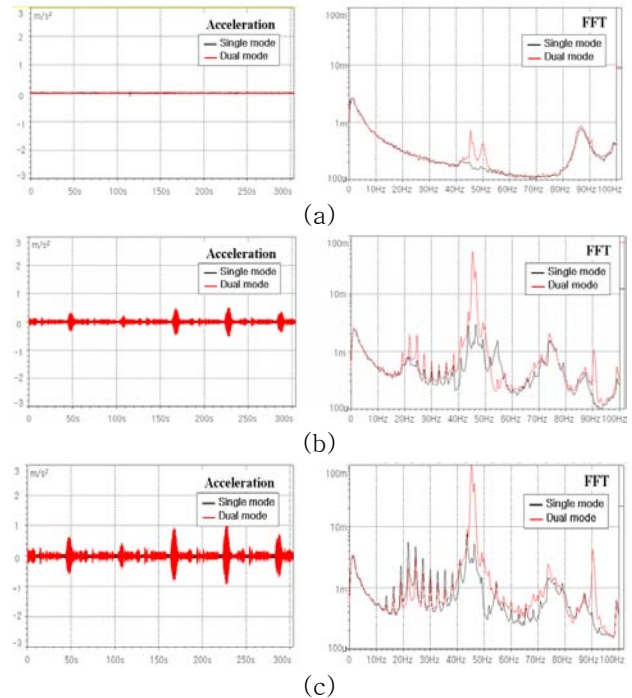 m/s²
Acceleration
Single mode
Dual mode
3
2
1
0
-1
-2
-3
0
50s
100s
150s
200s
250s
300s
FFT
Single mode
Dual mode
100m
10m
1m
100µ
0
10Hz
20Hz
30Hz
40Hz
50Hz
60Hz
70Hz
80Hz
90Hz
100Hz
(a)
m/s²
Acceleration
Single mode
Dual mode
3
2
1
0
-1
-2
-3
0
50s
100s
150s
200s
250s
300s
FFT
Single mode
Dual mode
100m
10m
1m
100µ
0
10Hz
20Hz
30Hz
40Hz
50Hz
60Hz
70Hz
80Hz
90Hz
100Hz
(b)
m/s²
Acceleration
Single mode
Dual mode
3
2
1
0
-1
-2
-3
0
50s
100s
150s
200s
250s
300s
FFT
Single mode
Dual mode
100m
10m
1m
100µ
0
10Hz
20Hz
30Hz
40Hz
50Hz
60Hz
70Hz
80Hz
90Hz
100Hz
(c)